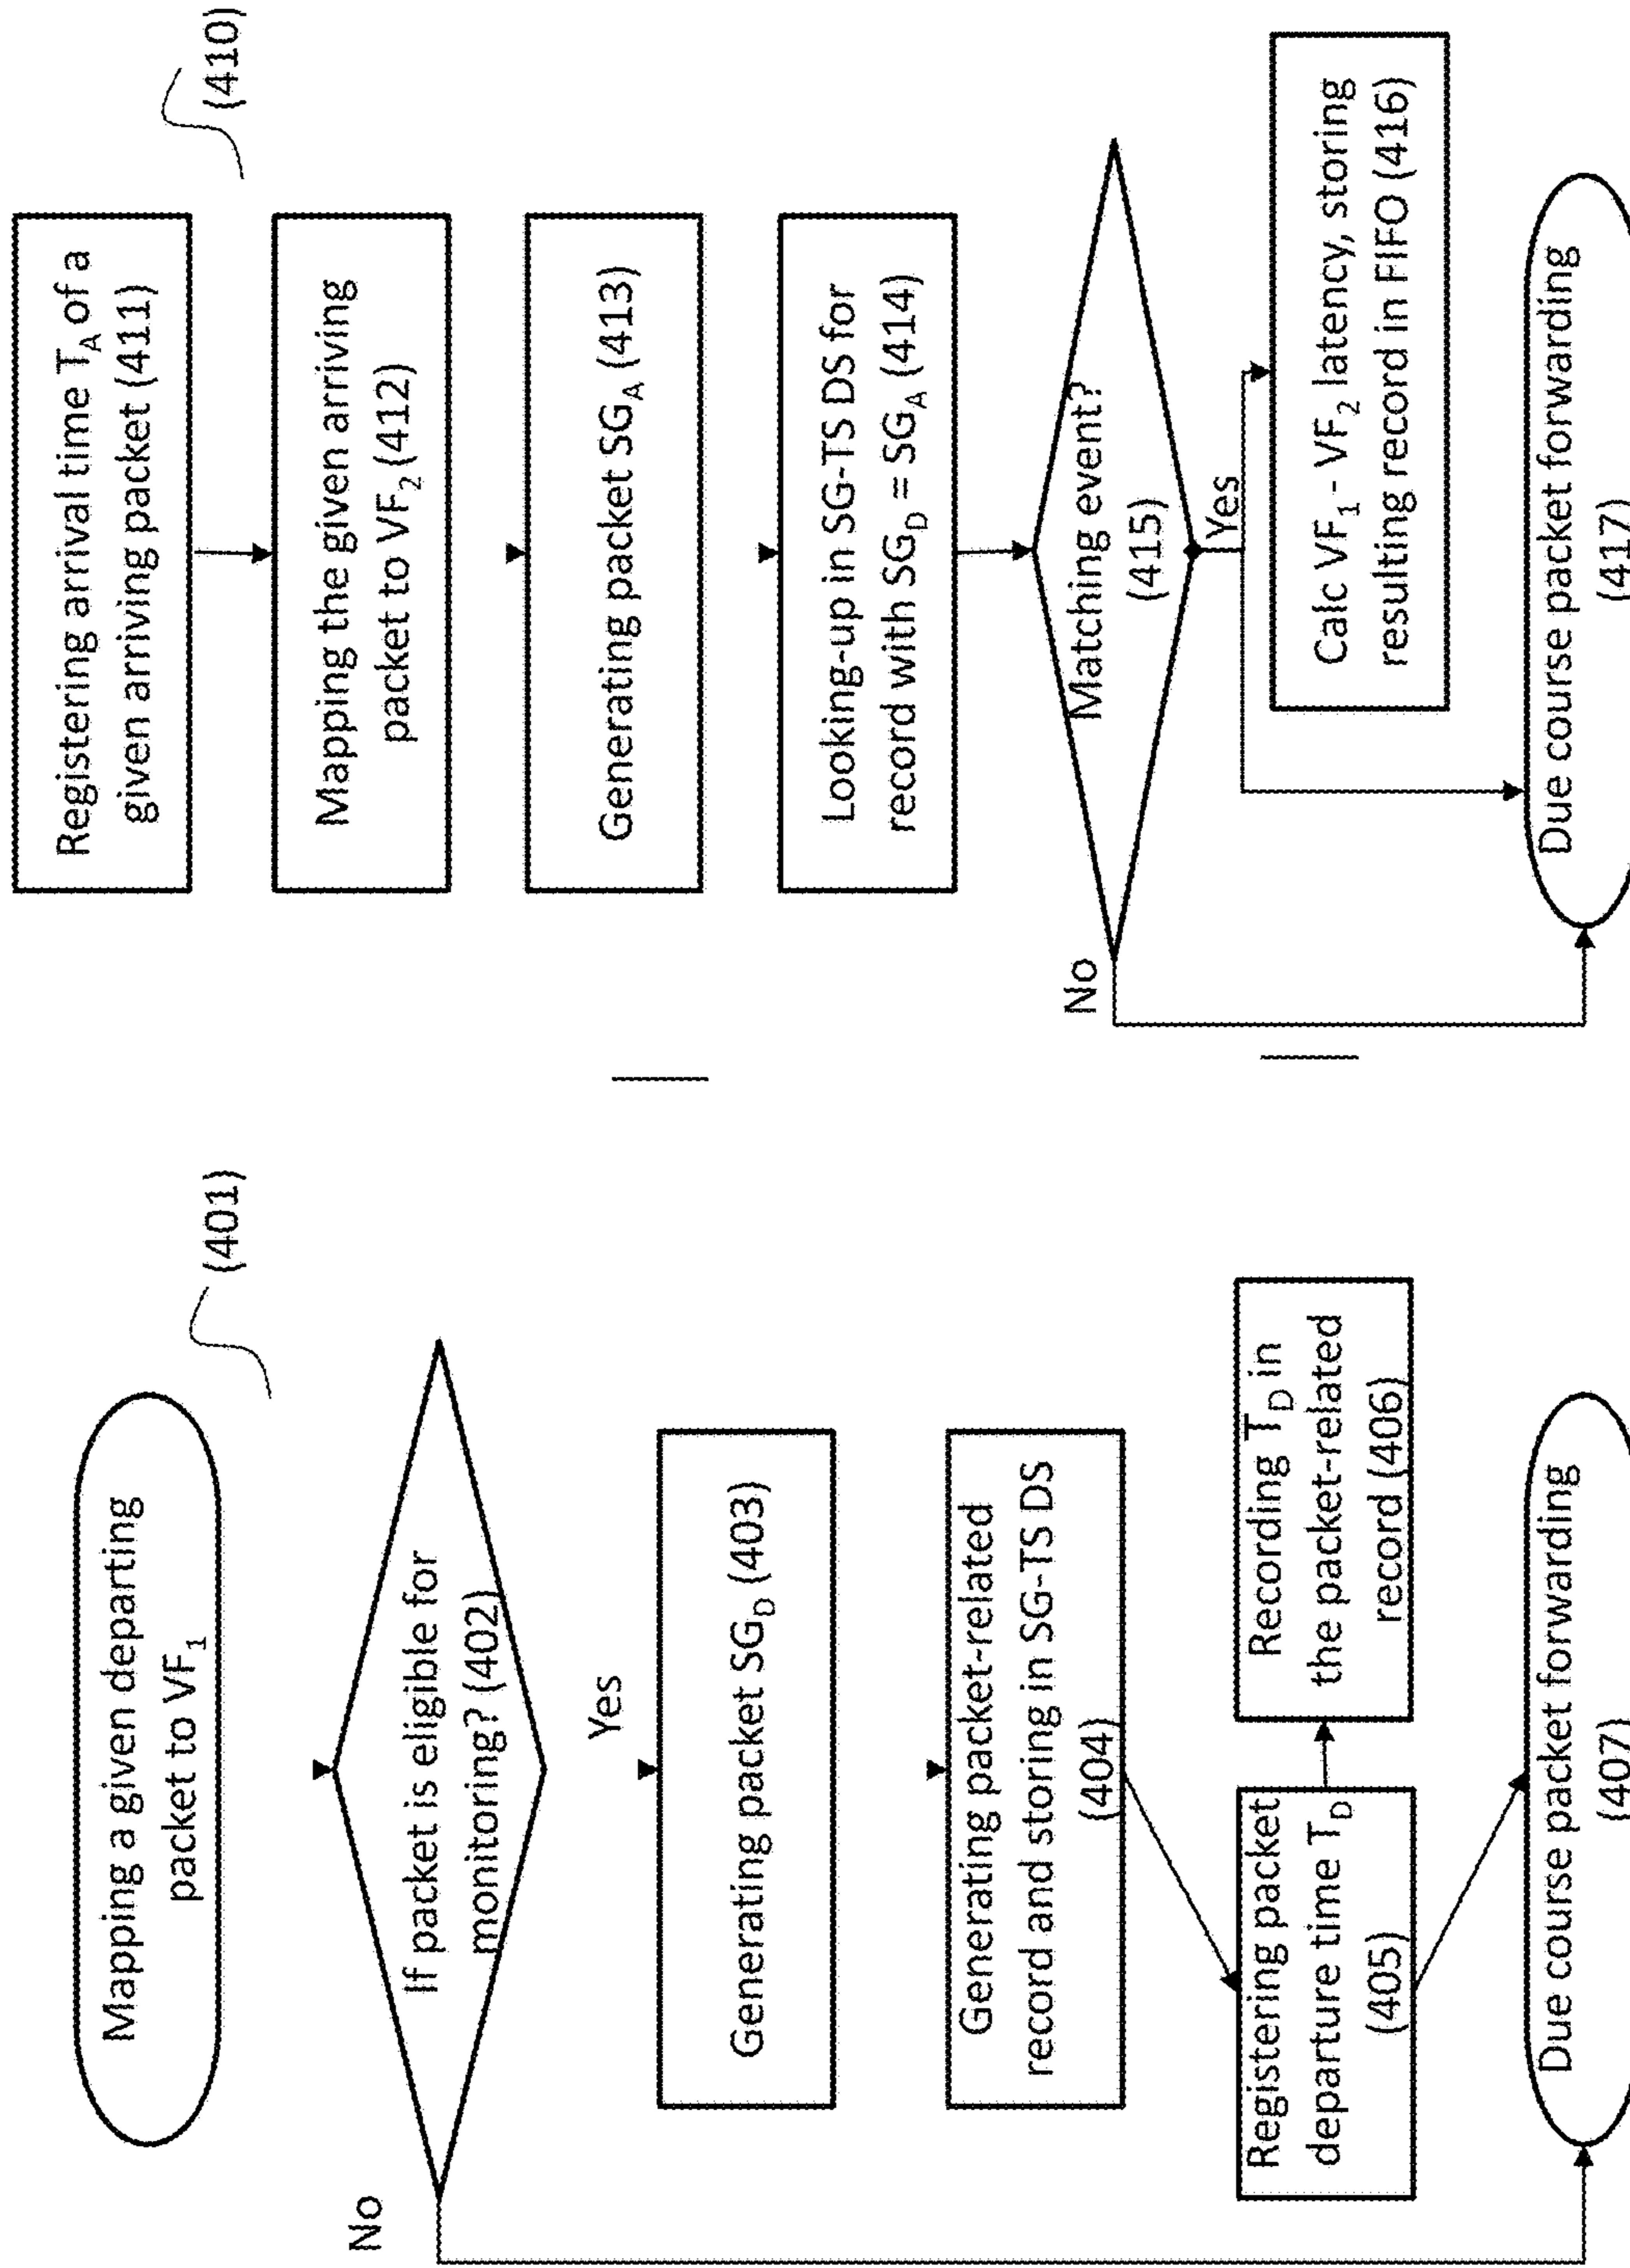 (401)
Mapping a given departing
packet to VF1
If packet is eligible for
monitoring? (402)
No
Yes
Generating packet SGD (403)
Generating packet-related
record and storing in SG-TS DS
(404)
Registering packet
departure time TD
(405)
Recording TD in
the packet-related
record (406)
Due course packet forwarding
(407)
(410)
Registering arrival time TA of a
given arriving packet (411)
Mapping the given arriving
packet to VF2 (412)
Generating packet SGA (413)
Looking-up in SG-TS DS for
record with SGD = SGA (414)
Matching event?
(415)
No
Yes
Calc VF1 - VF2 latency, storing
resulting record in FIFO (416)
Due course packet forwarding
(417)